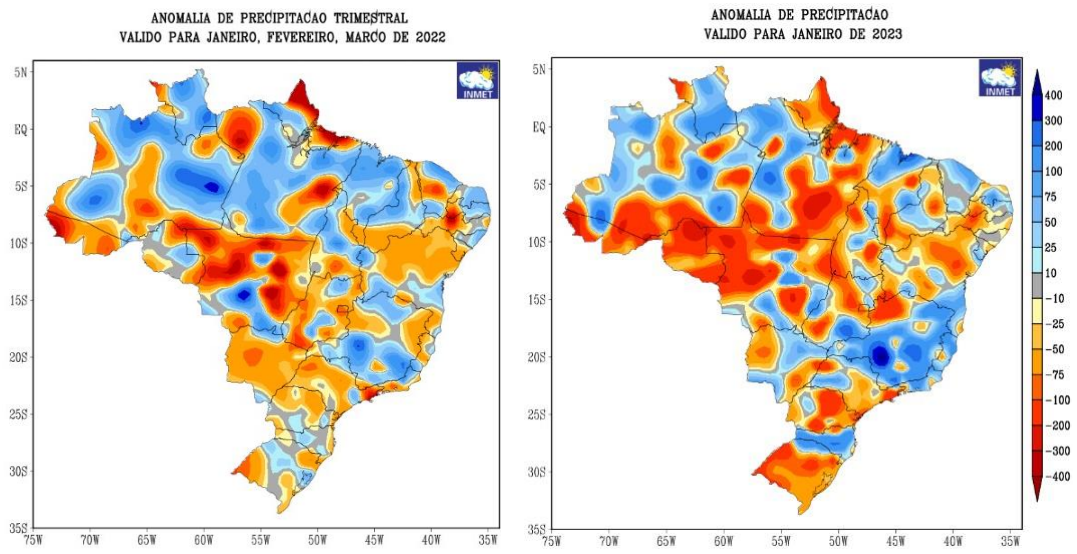 ANOMALIA DE PRECIPITACAO TRIMESTRAL
VALIDO PARA JANEIRO, FEVEREIRO, MARCO DE 2022
INMET
5N
EQ
5S
10S
15S
20S
25S
30S
35S
75W
70W
65W
60W
55W
50W
45W
40W
35W
ANOMALIA DE PRECIPITACAO
VALIDO PARA JANEIRO DE 2023
INMET
5N
EQ
5S
10S
15S
20S
25S
30S
35S
75W
70W
65W
60W
55W
50W
45W
40W
35W
400
300
200
100
75
50
25
10
-10
-25
-50
-75
-100
-200
-300
-400